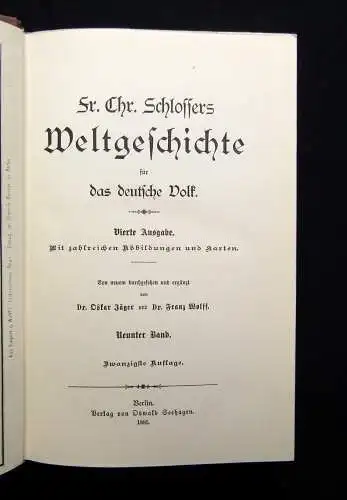 Fr. Chr. Schlossers
Weltgeschichte
für
das deutsche Volk.
Vierte Ausgabe.
Mit zahlreichen Abbildungen und Karten.
Von neuem durchgesehen und ergänzt
von
Dr. Oskar Jäger und Dr. Franz Wolff.
Neunter Band.
Zwanzigste Auflage.
Berlin.
Verlag von Oswald Seehagen.